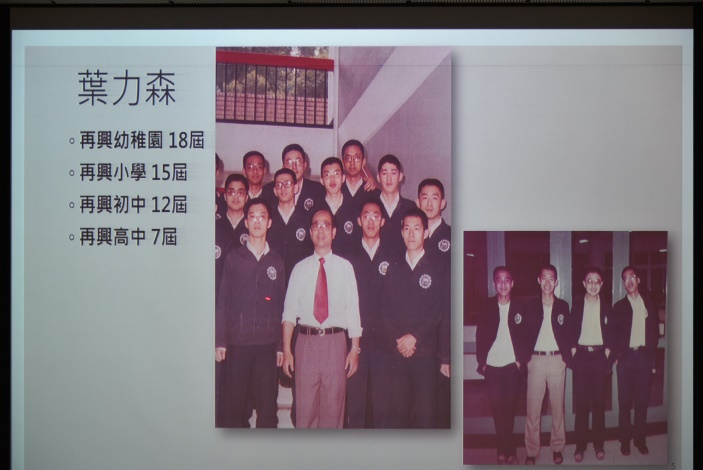 葉力森
◦ 再興幼稚園 18屆
◦ 再興小學 15屆
◦ 再興初中 12屆
◦ 再興高中 7屆